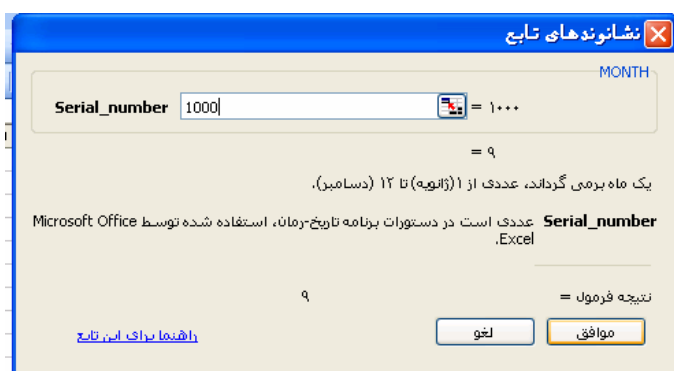 نشانوندهای تابع
MONTH
Serial_number 1000 = ۱۰۰۰
= ۹
یک ماه برمی گرداند، عددی از ۱(ژانویه) تا ۱۲ (دسامبر).
Serial_number عددی است در دستورات برنامه تاریخ-رمان، استفاده شده توسط Microsoft Office
Excel.
نتیجه فرمول = ۹
موافق لغو راهنما برای این تابع